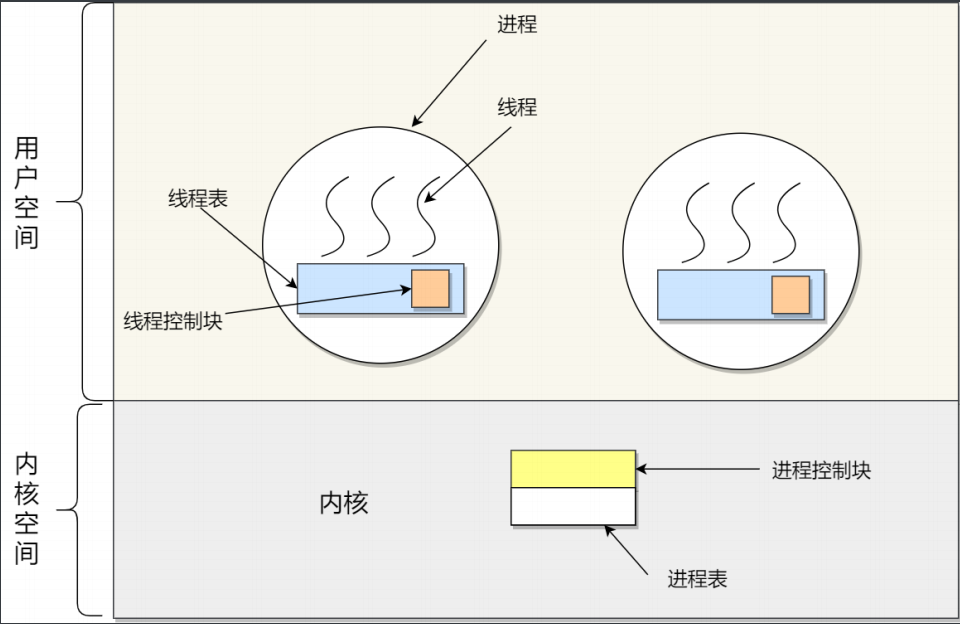 进程
线程
用户空间
线程表
线程控制块
内核空间
内核
进程控制块
进程表